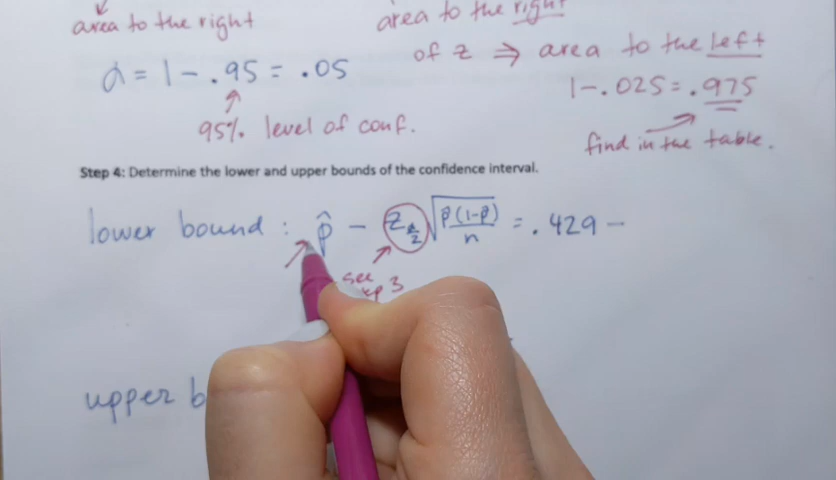 area to the right
area to the right
of z ⇒ area to the left
α = 1 - .95 = .05
1-.025=.975
95% level of conf.
find in the table.
Step 4: Determine the lower and upper bounds of the confidence interval.
lower bound : p̂ - z α/2 √(p̂(1-p̂)/n) = .429 -
see
3
upper b